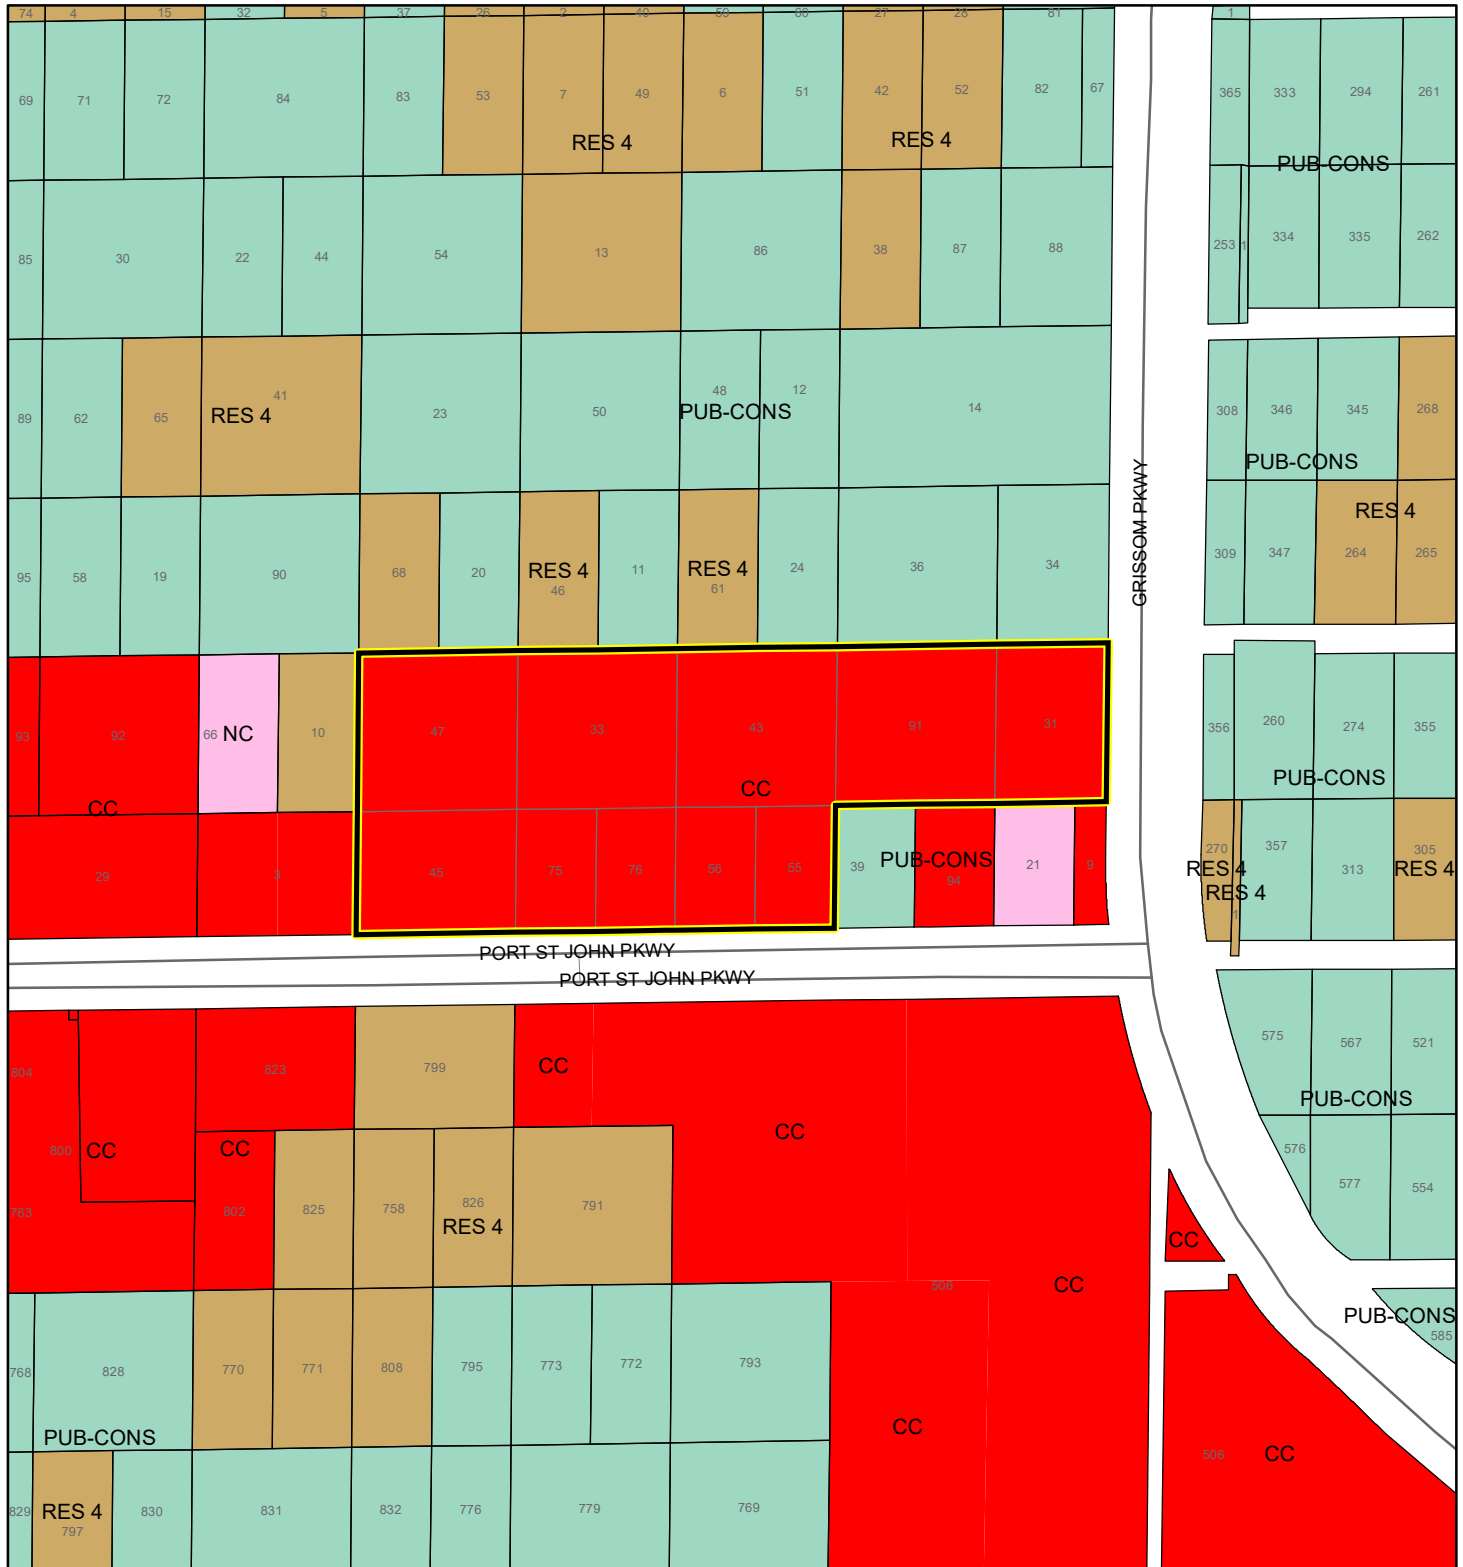 74 4 15 32 5 37 26 2 40 59 60 27 28 81 1
69 71 72 84 83 53 7 49 6 51 42 52 82 67 365 333 294 261
RES 4 RES 4 PUB-CONS
85 30 22 44 54 13 86 38 87 88 253 1 334 335 262
89 62 65 41 23 50 48 12 14 308 346 345 268
RES 4 PUB-CONS
PUB-CONS
GRISSOM PKWY
RES 4
95 58 19 90 68 20 46 11 61 24 36 34 309 347 264 265
RES 4 RES 4
93 92 66 NC 10 47 33 43 91 31 356 260 274 355
CC CC PUB-CONS
29 3 45 75 76 56 55 39 94 21 9 270 1 357 313 305
PUB-CONS RES 4 RES 4 RES 4
PORT ST JOHN PKWY
PORT ST JOHN PKWY
804 823 799 CC 575 567 521
PUB-CONS
800 CC CC CC 576
763 802 825 758 826 791 577 554
RES 4 CC
506 CC
PUB-CONS
585
768 828 770 771 808 795 773 772 793
PUB-CONS CC 506 CC
829 RES 4 830 831 832 776 779 769
797